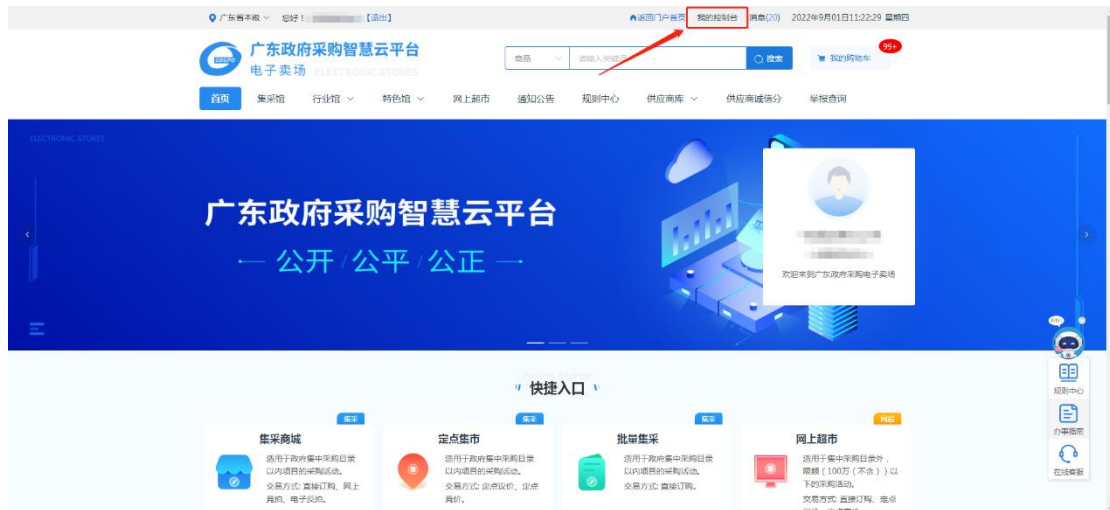 广东省本级 您好！ 【退出】 返回门户首页 我的控制台 消息(20) 2022年9月01日11:22:29 星期四
广东政府采购智慧云平台
电子卖场 ELECTRONIC STORES
商品 请输入关键词 搜索 我的购物车 99+
首页 集采馆 行业馆 特色馆 网上超市 通知公告 规则中心 供应商库 供应商诚信分 举报查询
ELECTRONIC STORES
广东政府采购智慧云平台
公开/公平/公正
欢迎来到广东政府采购电子卖场
快捷入口
集采
集采商城
适用于政府集中采购目录
以内项目的采购活动。
交易方式: 直接订购、网上
竞拍、电子反拍。
集采
定点集市
适用于政府集中采购目录
以内项目的采购活动。
交易方式: 定点议价、定点
竞价。
集采
批量集采
适用于政府集中采购目录
以内项目的采购活动。
交易方式: 直接订购。
网超
网上超市
适用于集中采购目录外，
限额（100万（不含））以
下的采购活动。
交易方式: 直接订购、定点
规则中心
办事指南
在线客服